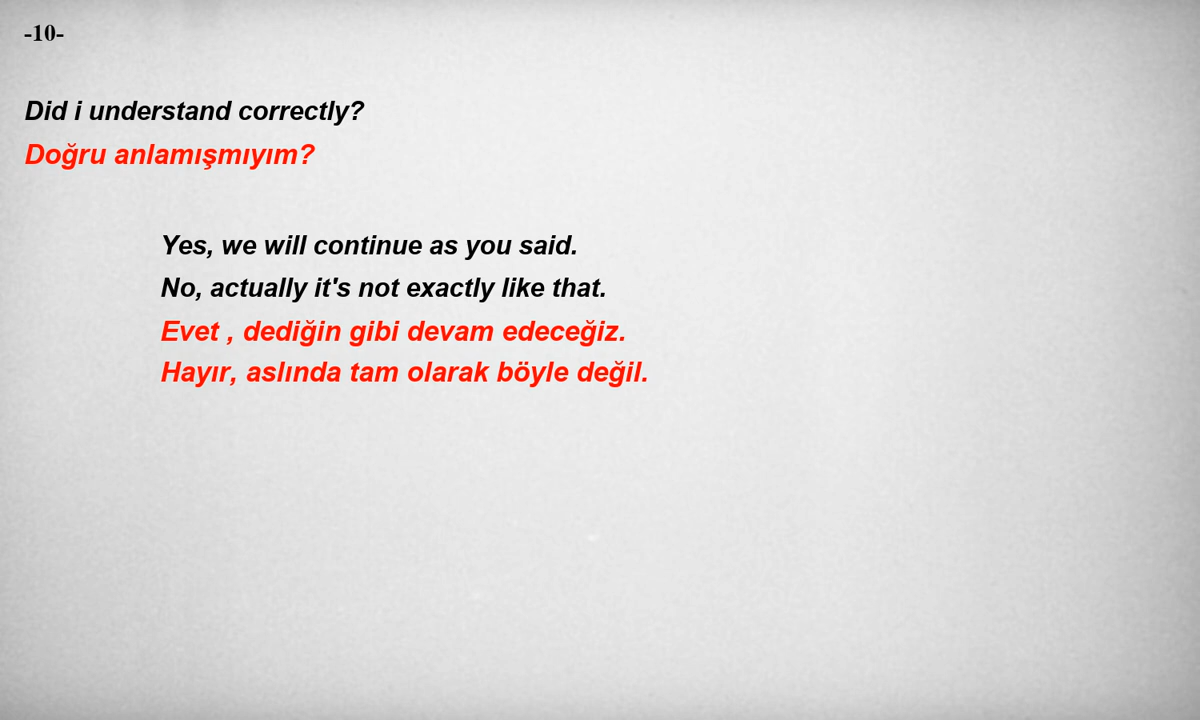 -10-
Did i understand correctly?
Doğru anlamışmıyım?
Yes, we will continue as you said.
No, actually it's not exactly like that.
Evet , dediğin gibi devam edeceğiz.
Hayır, aslında tam olarak böyle değil.